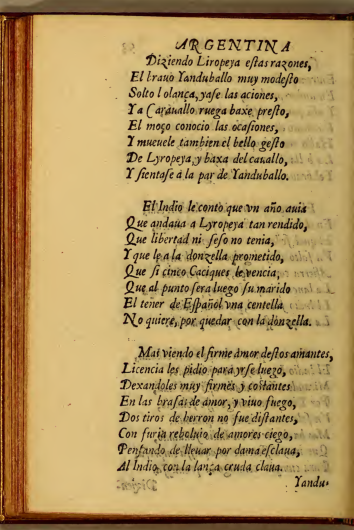 ARGENTINA
Diziendo Liropeya estas razones,
El brauo Yanduballo muy modesto
Solto lo lança, yase las aciones,
Ya Carauallo ruega baxe presto,
El moço conocio las ocasiones,
Y mueuele tambien el bello gesto
De Lyropeya, y baxa del cauallo,
Y sientase a la par de Yanduballo.
El Indio le conto que vn año auia
Que andaua a Lyropeya tan rendido,
Que libertad ni seso no tenia,
Y que le a la donzella prometido,
Que si cinco Caciques le vencia,
Que al punto sera luego su marido
El tener de Español vna centella
No quiere, por quedar con la donzella.
Mas viendo el firme amor destos amantes,
Licencia les pidio para yrse luego,
Dexandoles muy firmes y costantes
En las brasas de amor, y viuo fuego,
Dos tiros de herron no fue distantes,
Con furia reboluio de amores ciego,
Pensando de lleuar por dama esclaua,
Al Indio con la lança cruda claua.
Yandu-